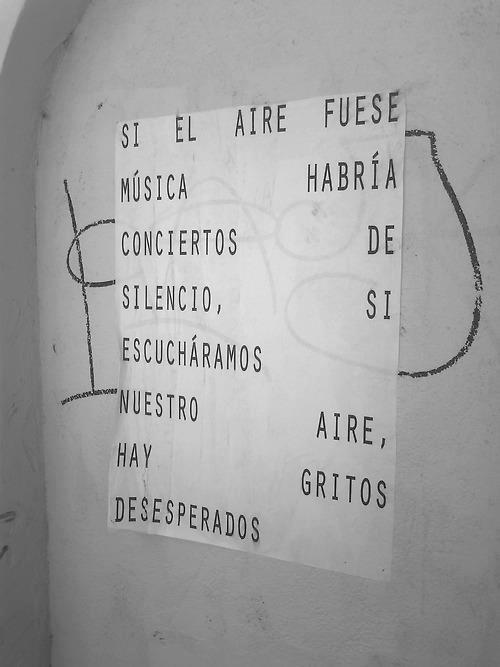 SI EL AIRE FUESE
MÚSICA HABRÍA
CONCIERTOS DE
SILENCIO, SI
ESCUCHÁRAMOS
NUESTRO AIRE,
HAY GRITOS
DESESPERADOS